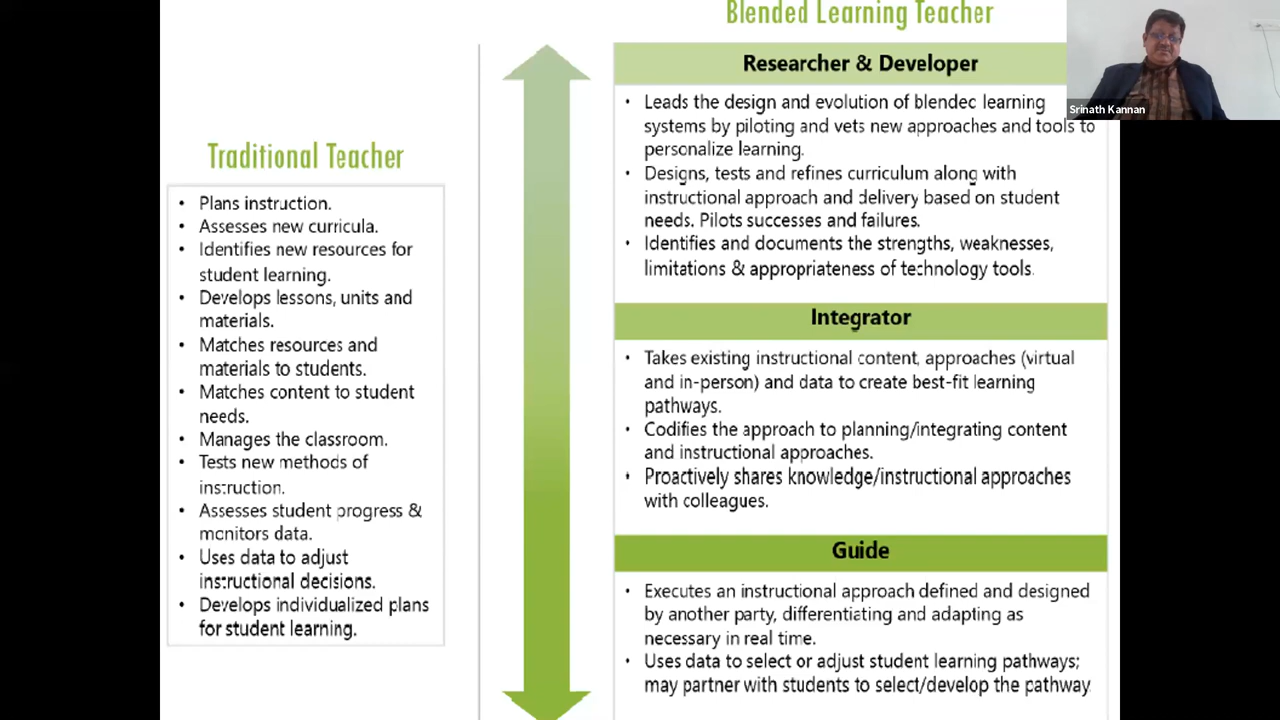 Blended Learning Teacher
Srinath Kannan
Traditional Teacher
• Plans instruction.
• Assesses new curricula.
• Identifies new resources for
student learning.
• Develops lessons, units and
materials.
• Matches resources and
materials to students.
• Matches content to student
needs.
• Manages the classroom.
• Tests new methods of
instruction.
• Assesses student progress &
monitors data.
• Uses data to adjust
instructional decisions.
• Develops individualized plans
for student learning.
Researcher & Developer
• Leads the design and evolution of blended learning
systems by piloting and vets new approaches and tools to
personalize learning.
• Designs, tests and refines curriculum along with
instructional approach and delivery based on student
needs. Pilots successes and failures.
• Identifies and documents the strengths, weaknesses,
limitations & appropriateness of technology tools.
Integrator
• Takes existing instructional content, approaches (virtual
and in-person) and data to create best-fit learning
pathways.
• Codifies the approach to planning/integrating content
and instructional approaches.
• Proactively shares knowledge/instructional approaches
with colleagues.
Guide
• Executes an instructional approach defined and designed
by another party, differentiating and adapting as
necessary in real time.
• Uses data to select or adjust student learning pathways;
may partner with students to select/develop the pathway